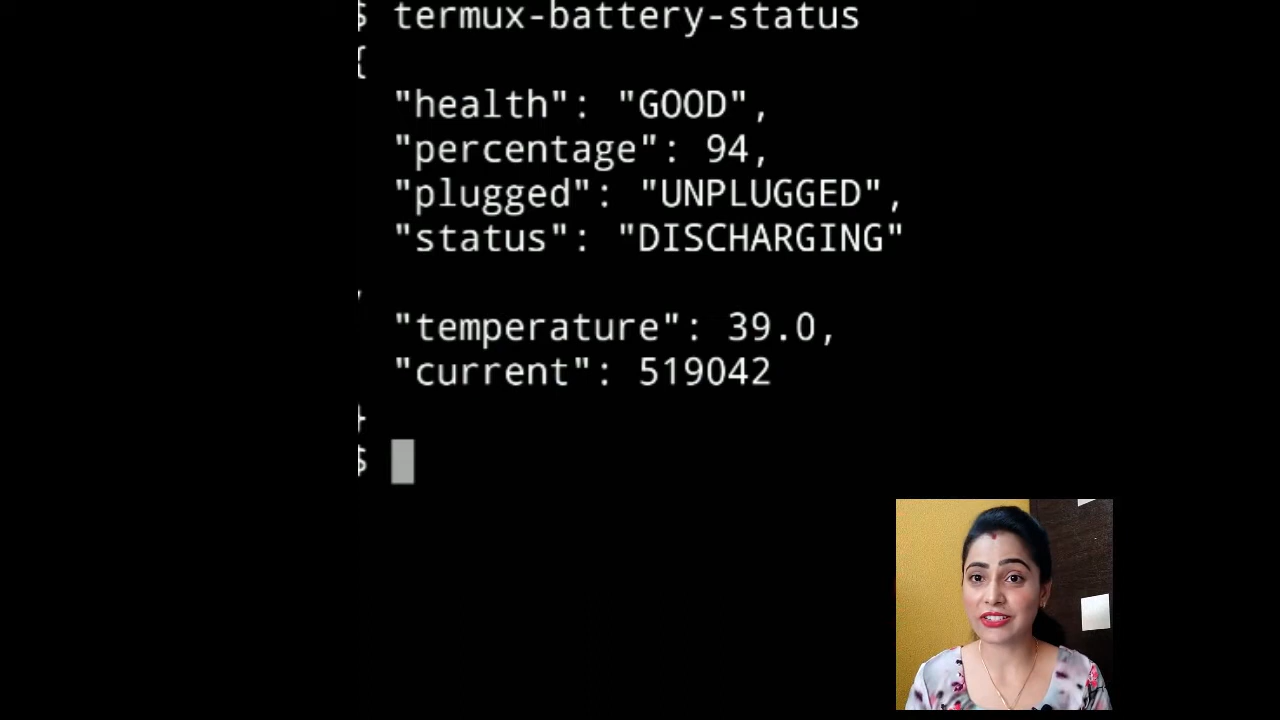 $ termux-battery-status
{
"health": "GOOD",
"percentage": 94,
"plugged": "UNPLUGGED",
"status": "DISCHARGING"
,
"temperature": 39.0,
"current": 519042
}
$